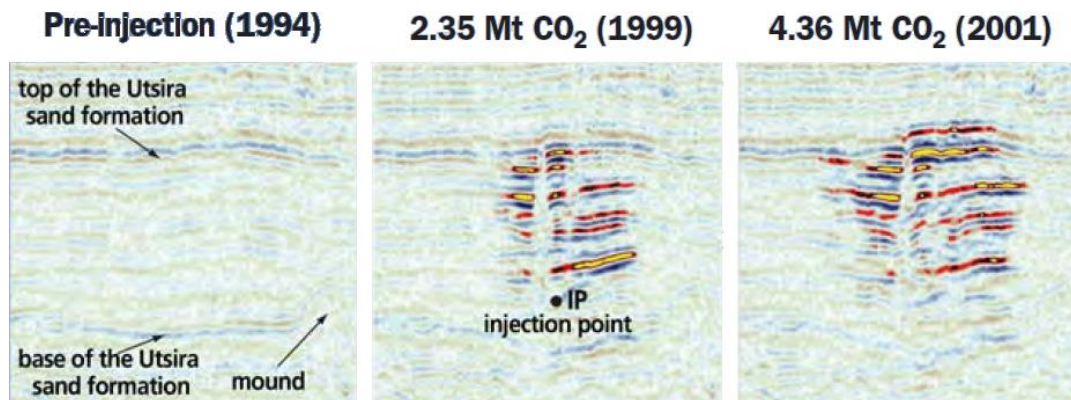 Pre-injection (1994)
2.35 Mt CO₂ (1999)
4.36 Mt CO₂ (2001)
top of the Utsira
sand formation
base of the Utsira
sand formation
mound
IP
injection point